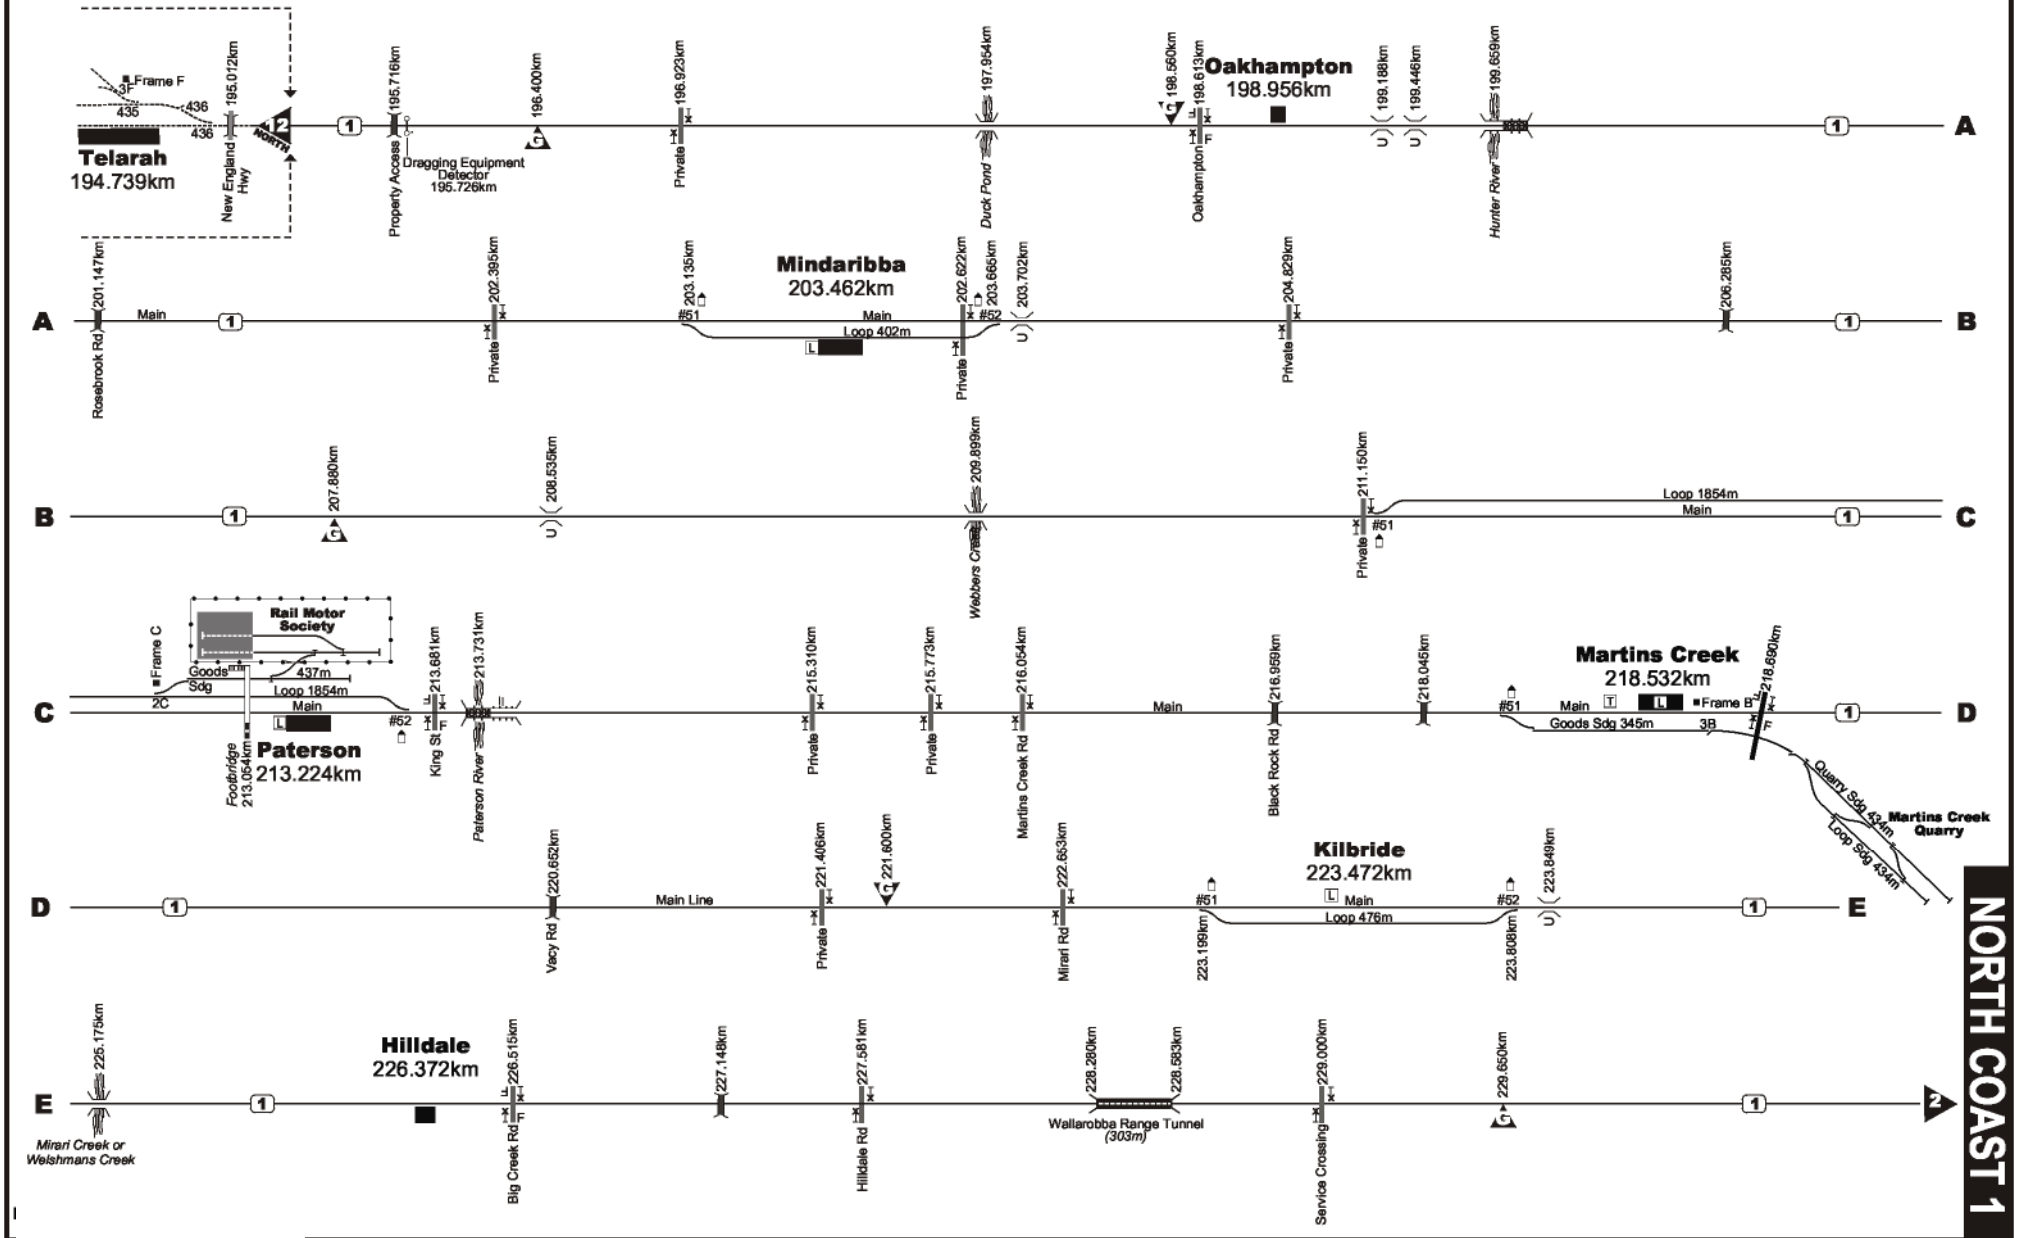 Frame F
3F
435
436
436
Telarah
194.739km
195.012km
New England
Hwy
12
NORTH
1
195.716km
Property Access
Dragging Equipment
Detector
195.726km
196.400km
G
196.923km
Private
197.954km
Duck Pond
198.560km
G
198.613km
F
F
Oakhampton
Oakhampton
198.956km
199.188km
U
199.446km
U
199.659km
Hunter River
1
A
A
201.147km
Rosebrook Rd
Main
1
202.395km
Private
203.135km
#51
Mindaribba
203.462km
Main
Loop 402m
L
202.622km
Private
203.665km
#52
203.702km
U
204.829km
Private
206.285km
1
B
B
1
207.880km
G
208.535km
U
209.899km
Webbers Creek
211.150km
Private
#51
Loop 1854m
Main
1
C
Frame C
Rail Motor
Society
Goods
Sdg
437m
2C
Loop 1854m
C
Main
L
Footbridge
213.054km
Paterson
213.224km
#52
213.681km
F
F
King St
213.731km
Paterson River
215.310km
Private
215.773km
Private
216.054km
Martins Creek Rd
Main
216.959km
Black Rock Rd
218.045km
#51
Martins Creek
218.532km
Main
T
L
Frame B
Goods Sdg 345m
3B
218.690km
F
1
D
Quarry Sdg 434m
Loop Sdg 434m
Martins Creek
Quarry
D
1
220.652km
Vacy Rd
Main Line
221.406km
Private
221.600km
G
222.653km
Mirari Rd
#51
223.199km
Kilbride
223.472km
L
Main
Loop 476m
#52
223.808km
223.849km
U
1
E
E
225.175km
Mirari Creek or
Welshmans Creek
1
Hilldale
226.372km
226.515km
F
F
Big Creek Rd
227.148km
227.581km
Hilldale Rd
228.280km
228.583km
Wallarobba Range Tunnel
(303m)
229.000km
Service Crossing
229.650km
G
1
2
NORTH COAST 1